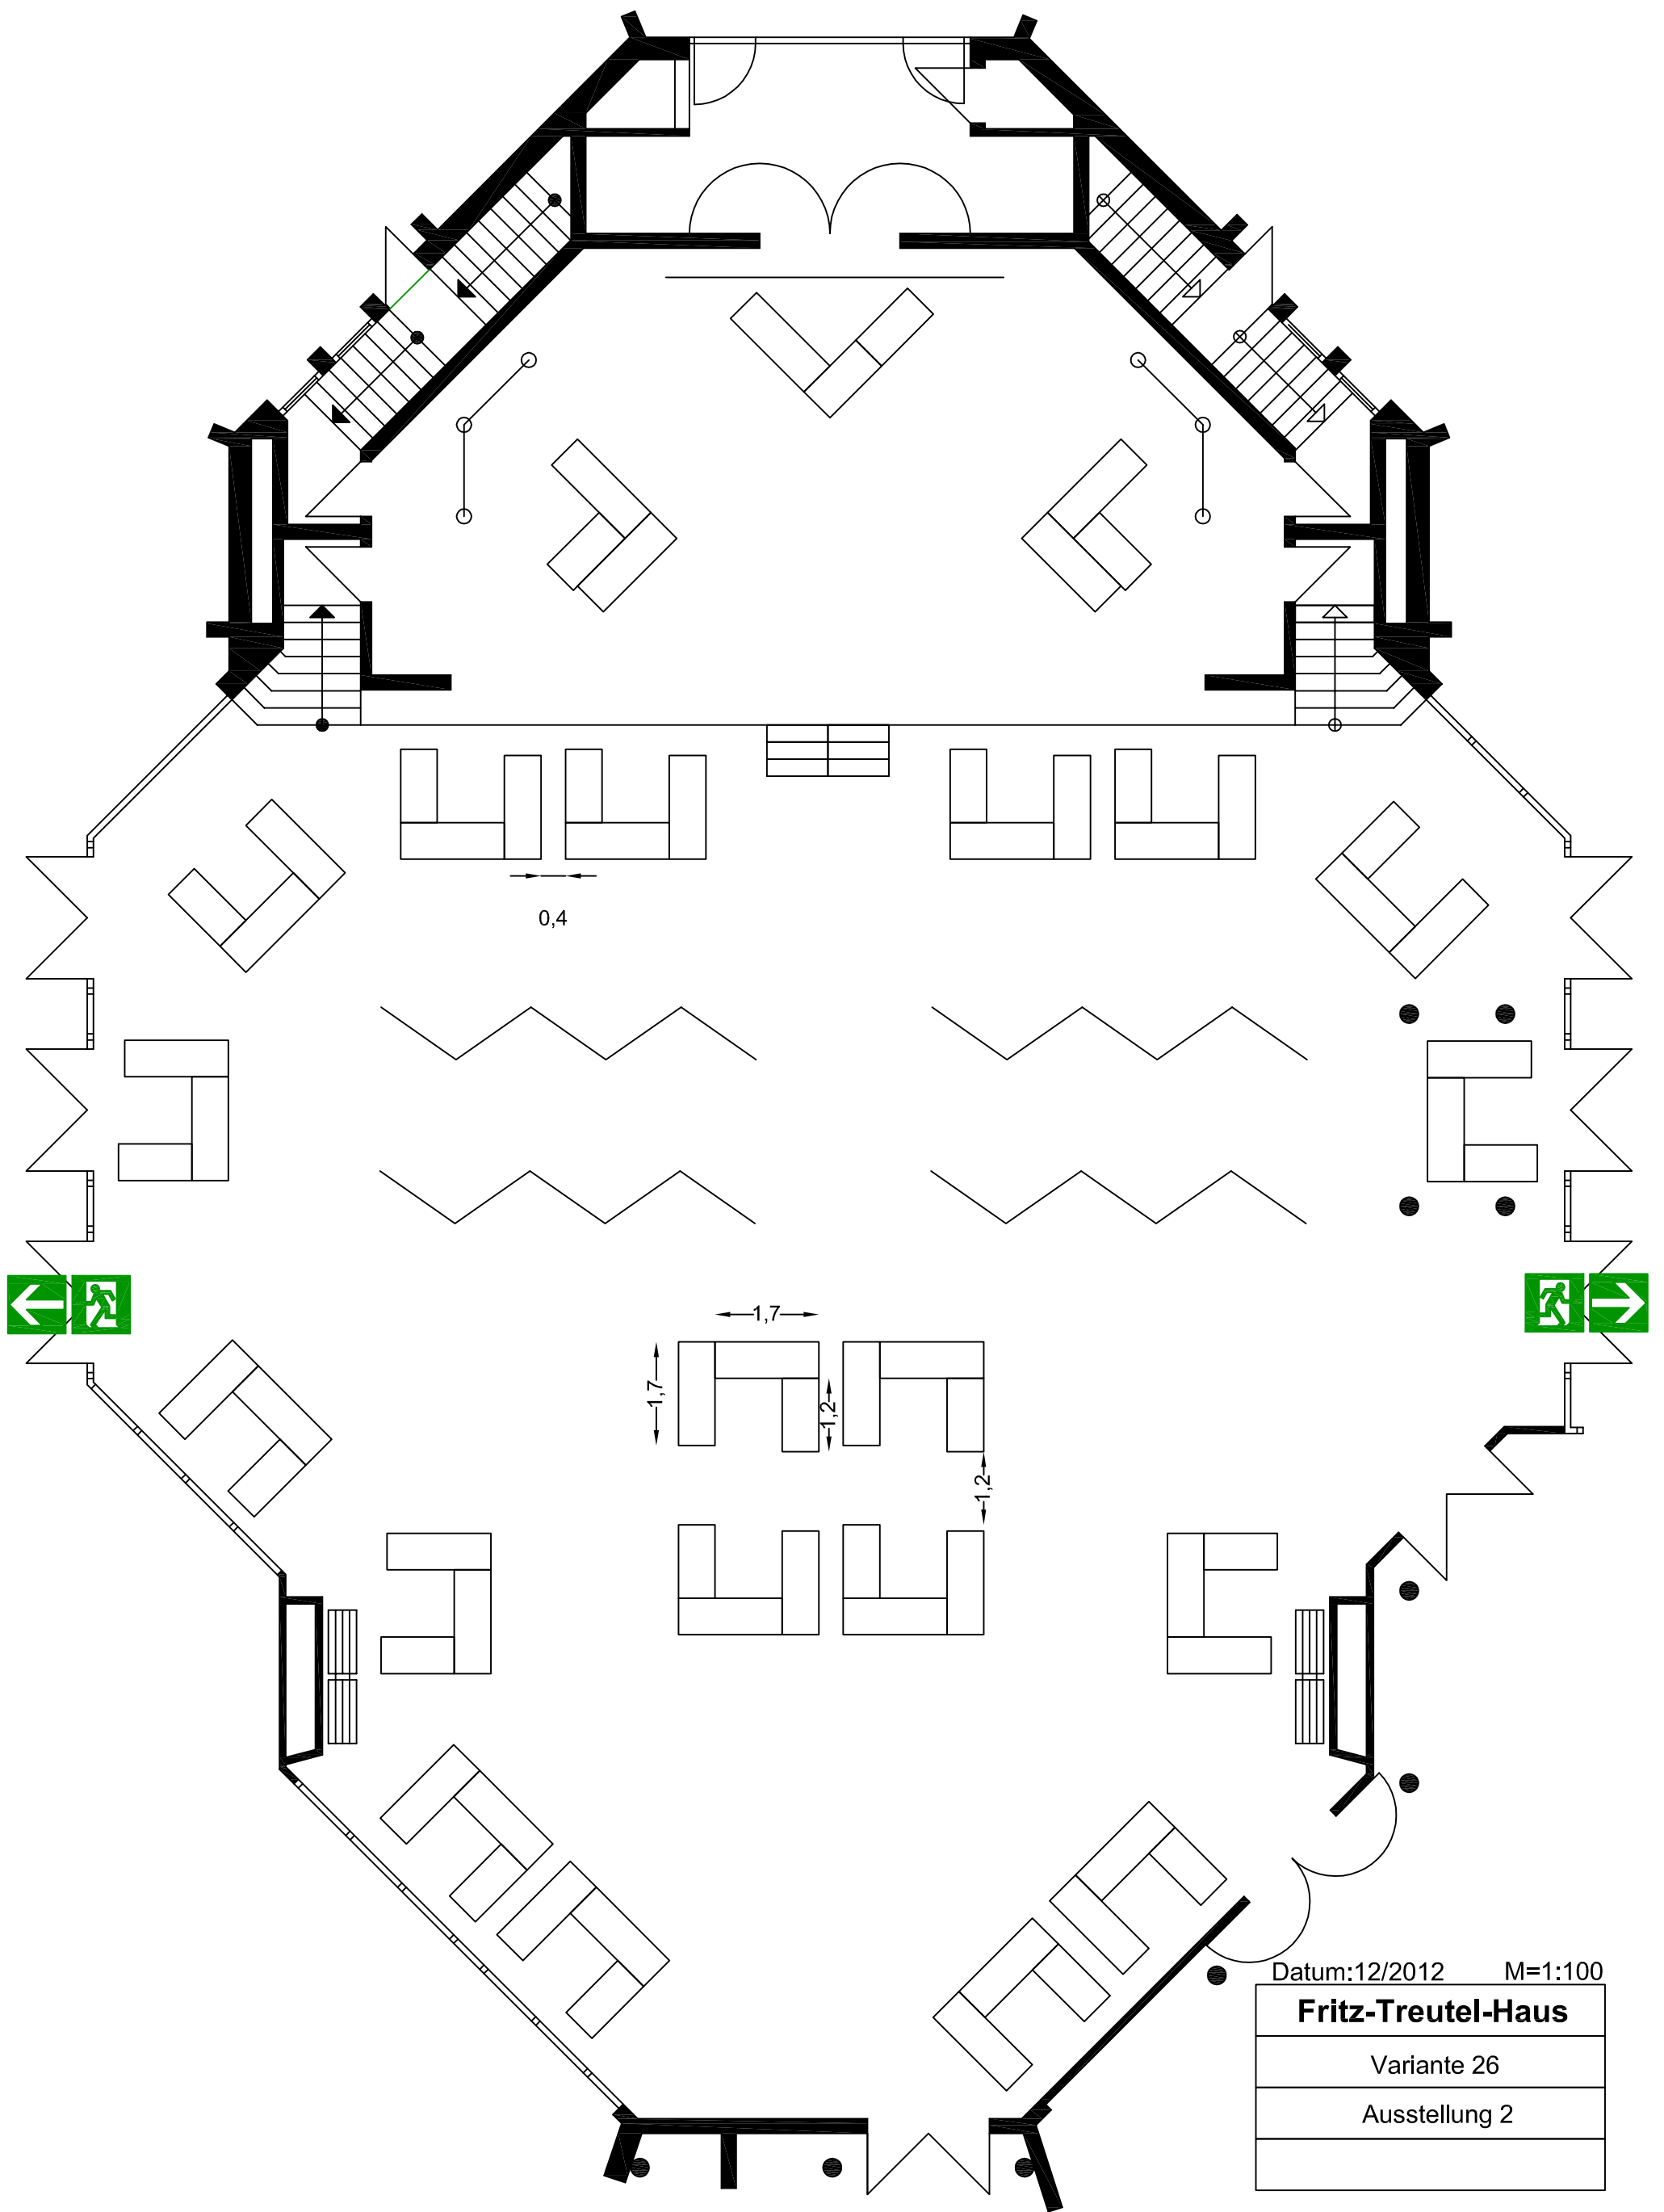 0,4
1,7
1,7
1,2
1,2
Datum:12/2012 M=1:100
Fritz-Treutel-Haus
Variante 26
Ausstellung 2